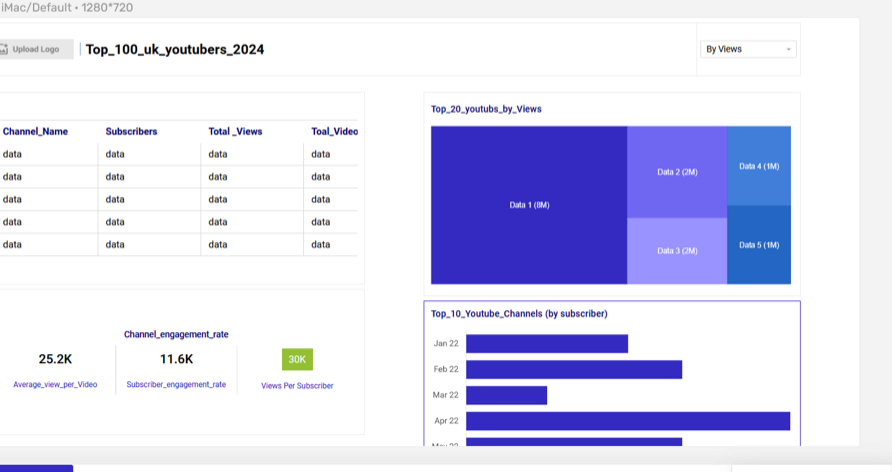 iMac/Default • 1280*720
Upload Logo
Top_100_uk_youtubers_2024
By Views
Channel_Name Subscribers Total _Views Toal_Video
data data data data
data data data data
data data data data
data data data data
data data data data
Top_20_youtubs_by_Views
Data 1 (8M)
Data 2 (2M)
Data 3 (2M)
Data 4 (1M)
Data 5 (1M)
Channel_engagement_rate
25.2K 11.6K 30K
Average_view_per_Video Subscriber_engagement_rate Views Per Subscriber
Top_10_Youtube_Channels (by subscriber)
Jan 22
Feb 22
Mar 22
Apr 22